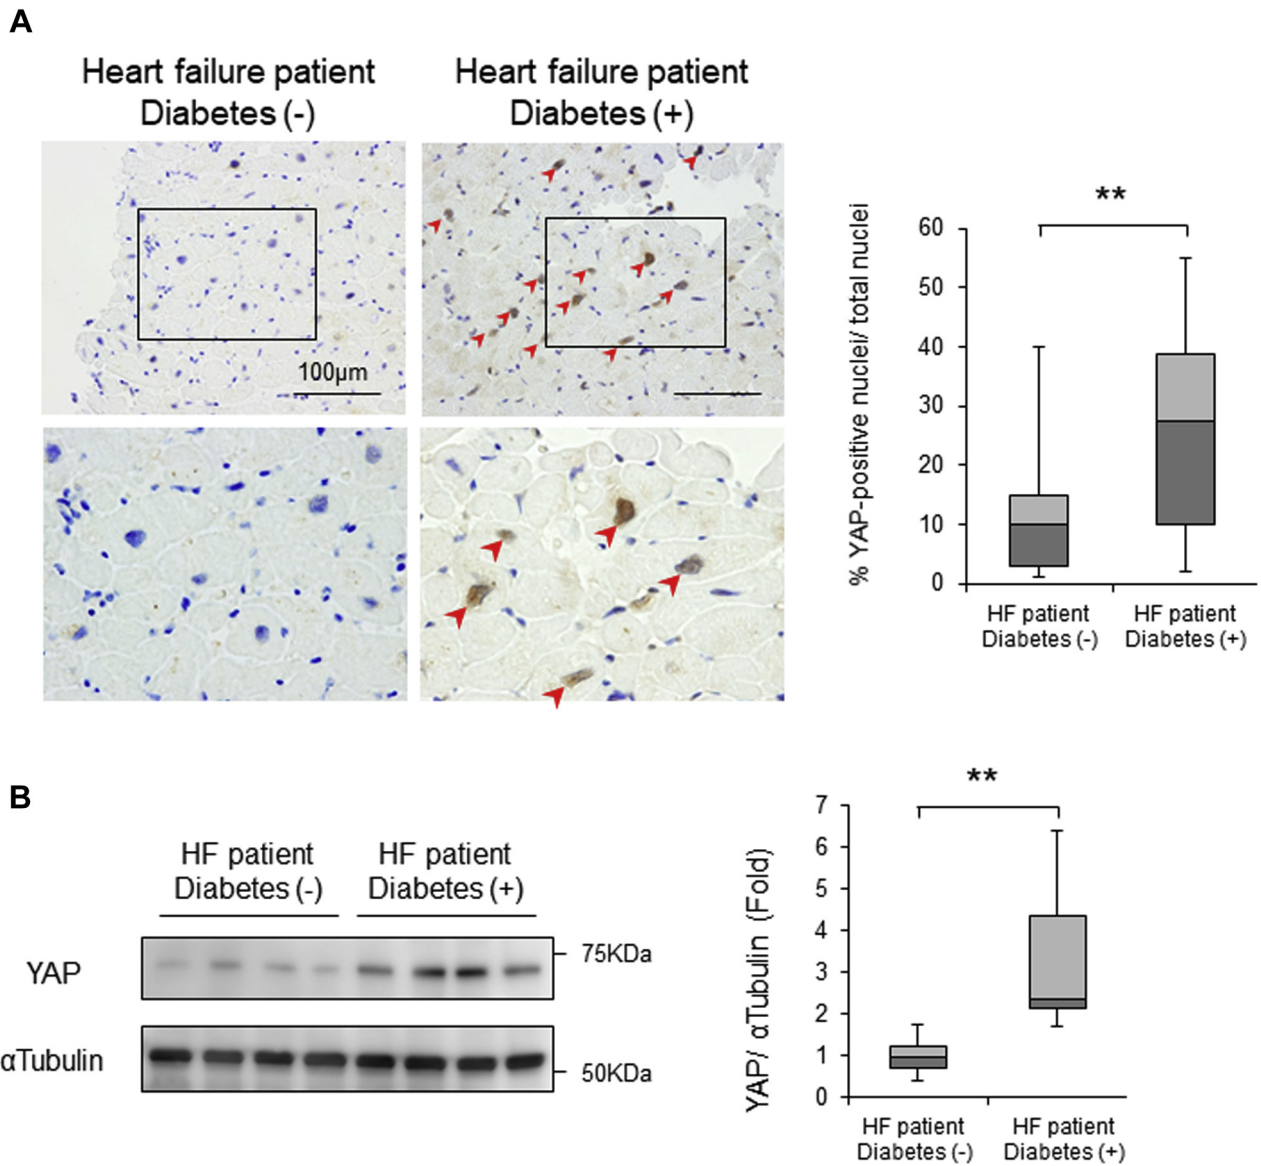 A
Heart failure patient
Diabetes (-)
Heart failure patient
Diabetes (+)
100μm
**
% YAP-positive nuclei/ total nuclei
60
50
40
30
20
10
0
HF patient
Diabetes (-)
HF patient
Diabetes (+)
B
HF patient
Diabetes (-)
HF patient
Diabetes (+)
YAP
75KDa
αTubulin
50KDa
**
YAP/ αTubulin (Fold)
7
6
5
4
3
2
1
0
HF patient
Diabetes (-)
HF patient
Diabetes (+)